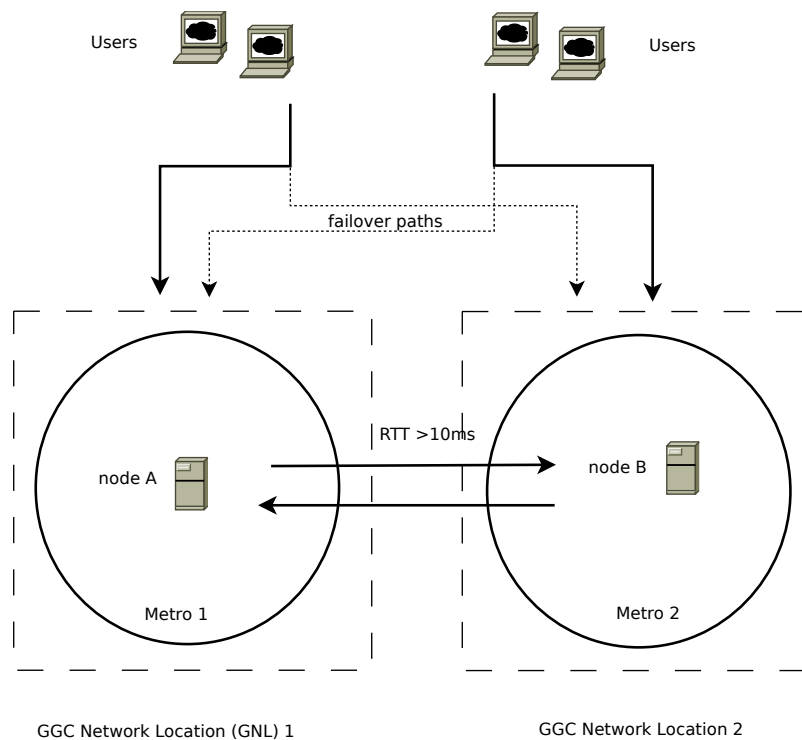 Users
Users
failover paths
RTT >10ms
node A
node B
Metro 1
Metro 2
GGC Network Location (GNL) 1
GGC Network Location 2